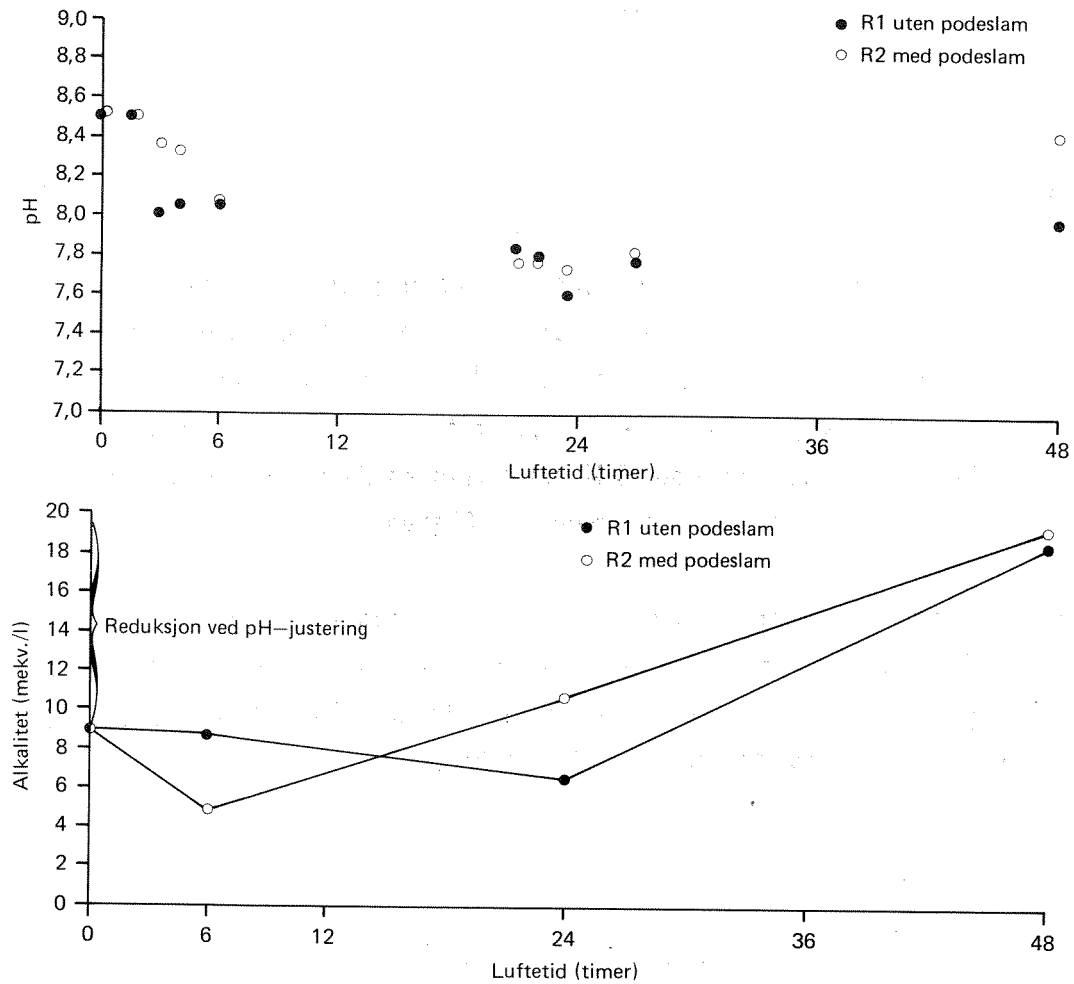 9,0
8,8
8,6
8,4
8,2
8,0
7,8
7,6
7,4
7,2
7,0
pH
R1 uten podeslam
R2 med podeslam
0 6 12 24 36 48
Luftetid (timer)
20
18
16
14
12
10
8
6
4
2
0
Alkalitet (mekv./l)
R1 uten podeslam
R2 med podeslam
Reduksjon ved pH–justering
0 6 12 24 36 48
Luftetid (timer)